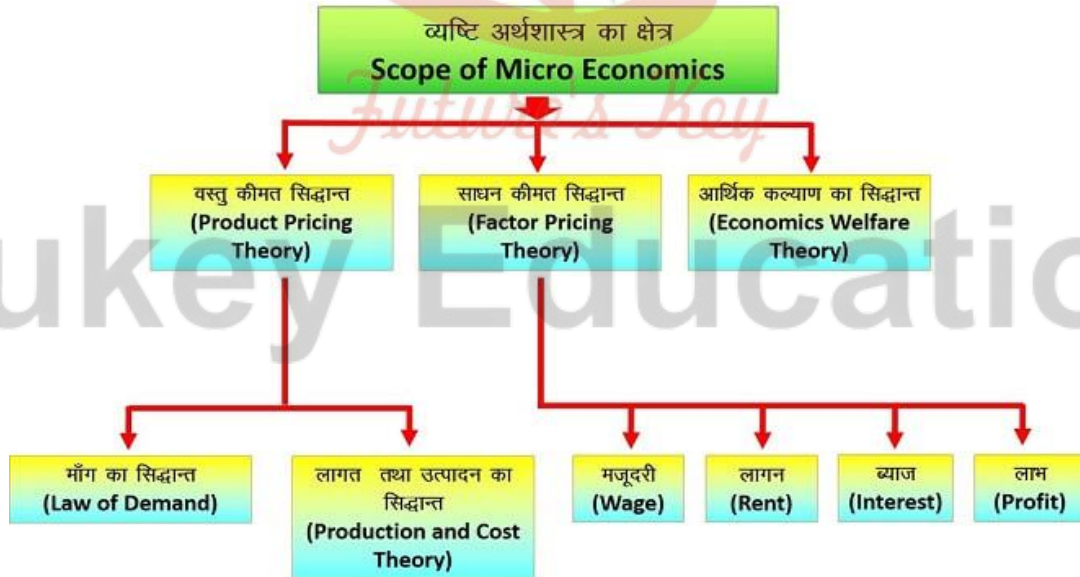 व्यष्टि अर्थशास्त्र का क्षेत्र
Scope of Micro Economics
Future's Key
वस्तु कीमत सिद्धान्त
(Product Pricing
Theory)
साधन कीमत सिद्धान्त
(Factor Pricing
Theory)
आर्थिक कल्याण का सिद्धान्त
(Economics Welfare
Theory)
ukey Educatio
माँग का सिद्धान्त
(Law of Demand)
लागत तथा उत्पादन का
सिद्धान्त
(Production and Cost
Theory)
मजूदरी
(Wage)
लागन
(Rent)
ब्याज
(Interest)
लाभ
(Profit)